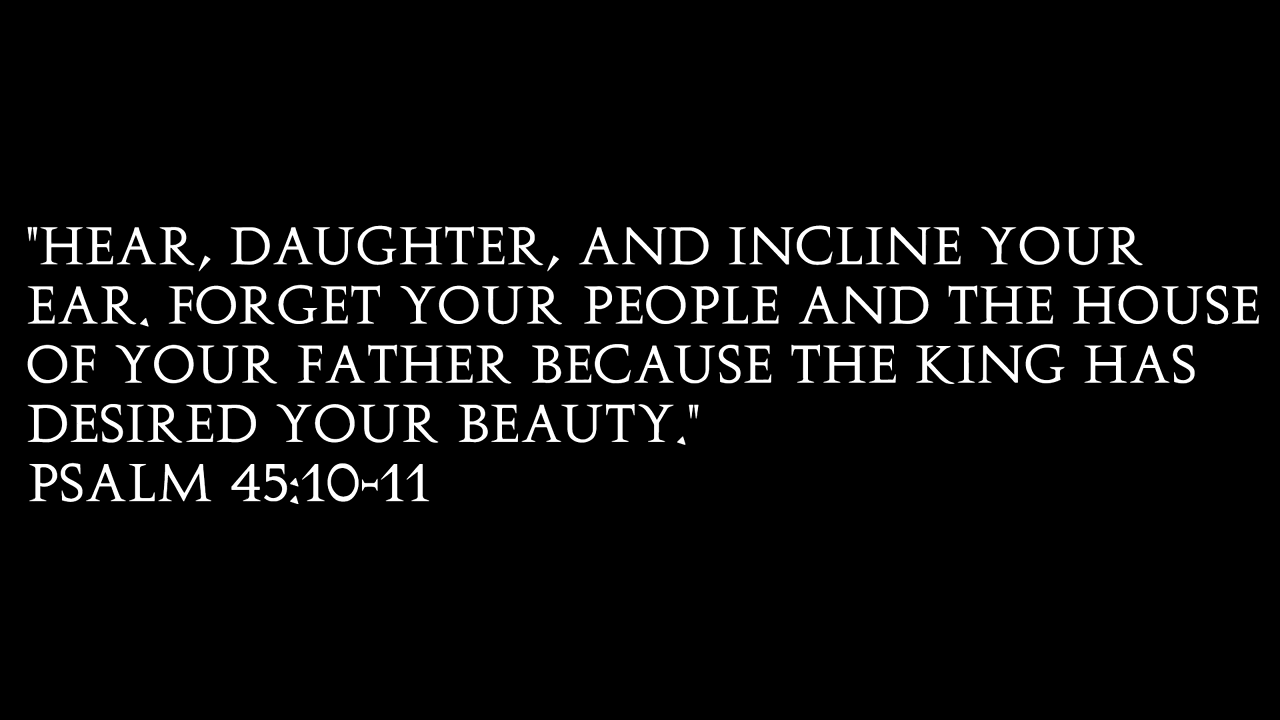 "HEAR, DAUGHTER, AND INCLINE YOUR
EAR. FORGET YOUR PEOPLE AND THE HOUSE
OF YOUR FATHER BECAUSE THE KING HAS
DESIRED YOUR BEAUTY."
PSALM 45:10-11